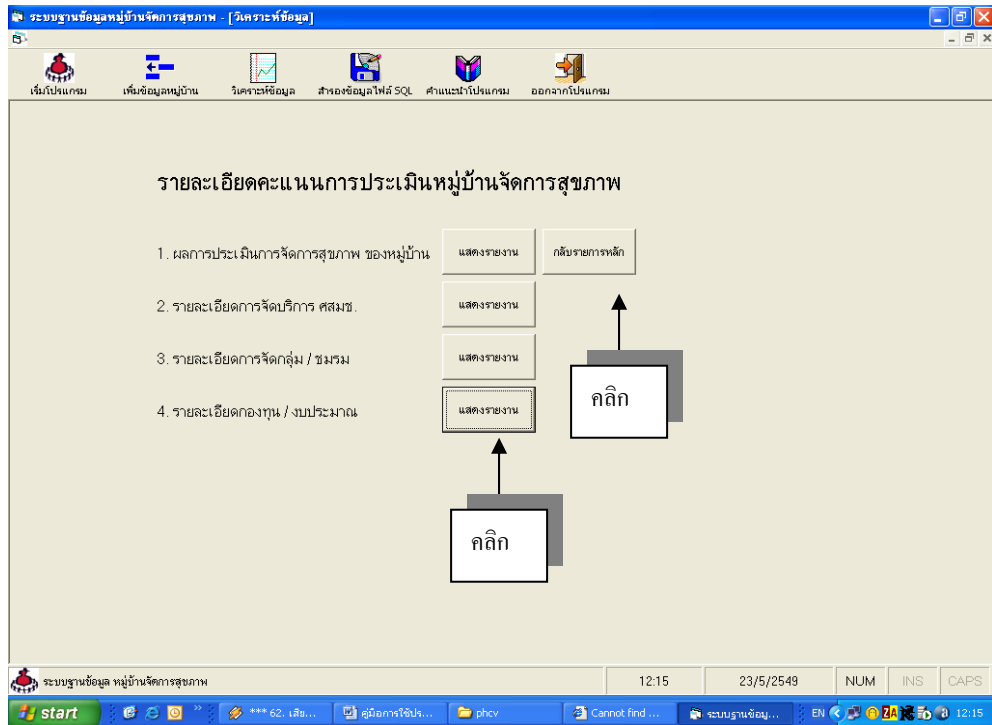 ระบบฐานข้อมูลหมู่บ้านจัดการสุขภาพ - [วิเคราะห์ข้อมูล]
เริ่มโปรแกรม เพิ่มข้อมูลหมู่บ้าน วิเคราะห์ข้อมูล สำรองข้อมูลไฟล์ SQL คำแนะนำโปรแกรม ออกจากโปรแกรม
รายละเอียดคะแนนการประเมินหมู่บ้านจัดการสุขภาพ
1. ผลการประเมินการจัดการสุขภาพ ของหมู่บ้าน แสดงรายงาน กลับรายการหลัก
2. รายละเอียดการจัดบริการ ศสมช. แสดงรายงาน
3. รายละเอียดการจัดกลุ่ม / ชมรม แสดงรายงาน
4. รายละเอียดกองทุน / งบประมาณ แสดงรายงาน
คลิก
คลิก
ระบบฐานข้อมูล หมู่บ้านจัดการสุขภาพ 12:15 23/5/2549 NUM INS CAPS
start *** 62. เสีย... คู่มือการใช้ปร... phcv Cannot find ... ระบบฐานข้อมู... EN 12:15